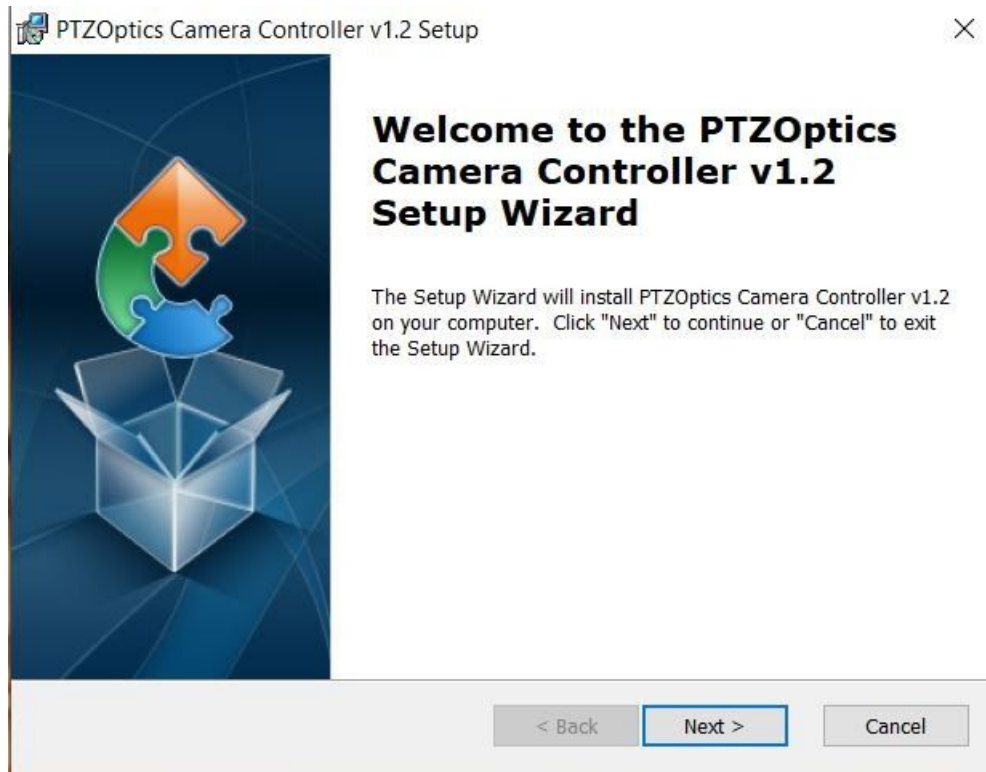 PTZOptics Camera Controller v1.2 Setup
Welcome to the PTZOptics
Camera Controller v1.2
Setup Wizard
The Setup Wizard will install PTZOptics Camera Controller v1.2
on your computer.  Click "Next" to continue or "Cancel" to exit
the Setup Wizard.
< Back Next > Cancel